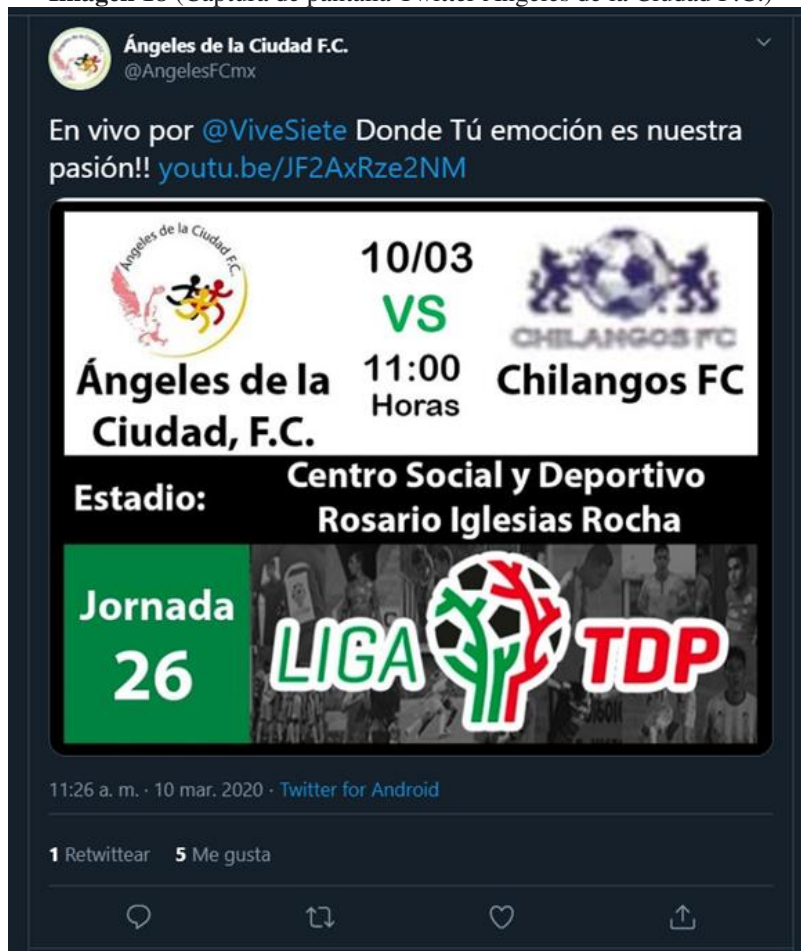 Ángeles de la Ciudad F.C.
@AngelesFCmx
En vivo por @ViveSiete Donde Tú emoción es nuestra
pasión!! youtu.be/JF2AxRze2NM
Ángeles de la Ciudad F.C.
10/03
VS
11:00
Horas
CHILANGOS FC
Ángeles de la
Ciudad, F.C.
Chilangos FC
Estadio:
Centro Social y Deportivo
Rosario Iglesias Rocha
Jornada
26
LIGA TDP
11:26 a. m. · 10 mar. 2020 · Twitter for Android
1 Retwittear 5 Me gusta